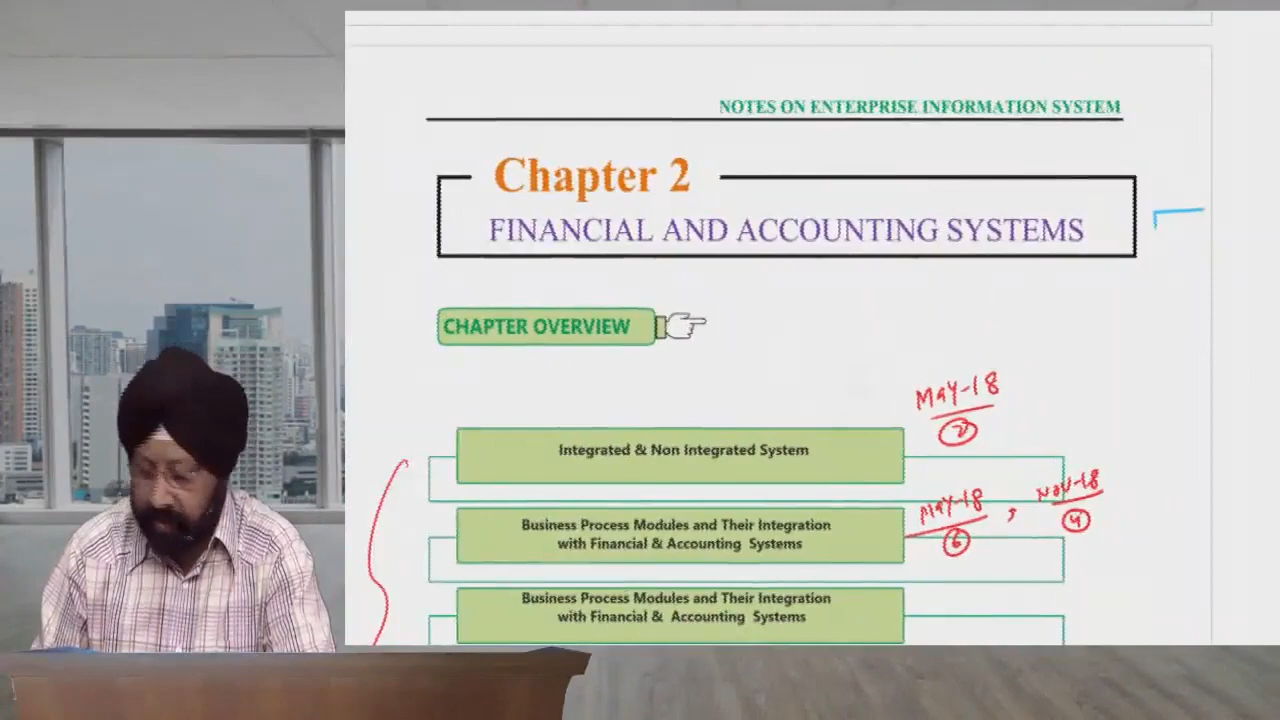 NOTES ON ENTERPRISE INFORMATION SYSTEM
Chapter 2
FINANCIAL AND ACCOUNTING SYSTEMS
CHAPTER OVERVIEW
May-18
2
Integrated & Non Integrated System
Nov-18
4
May-18 ,
6
Business Process Modules and Their Integration
with Financial & Accounting Systems
Business Process Modules and Their Integration
with Financial & Accounting Systems